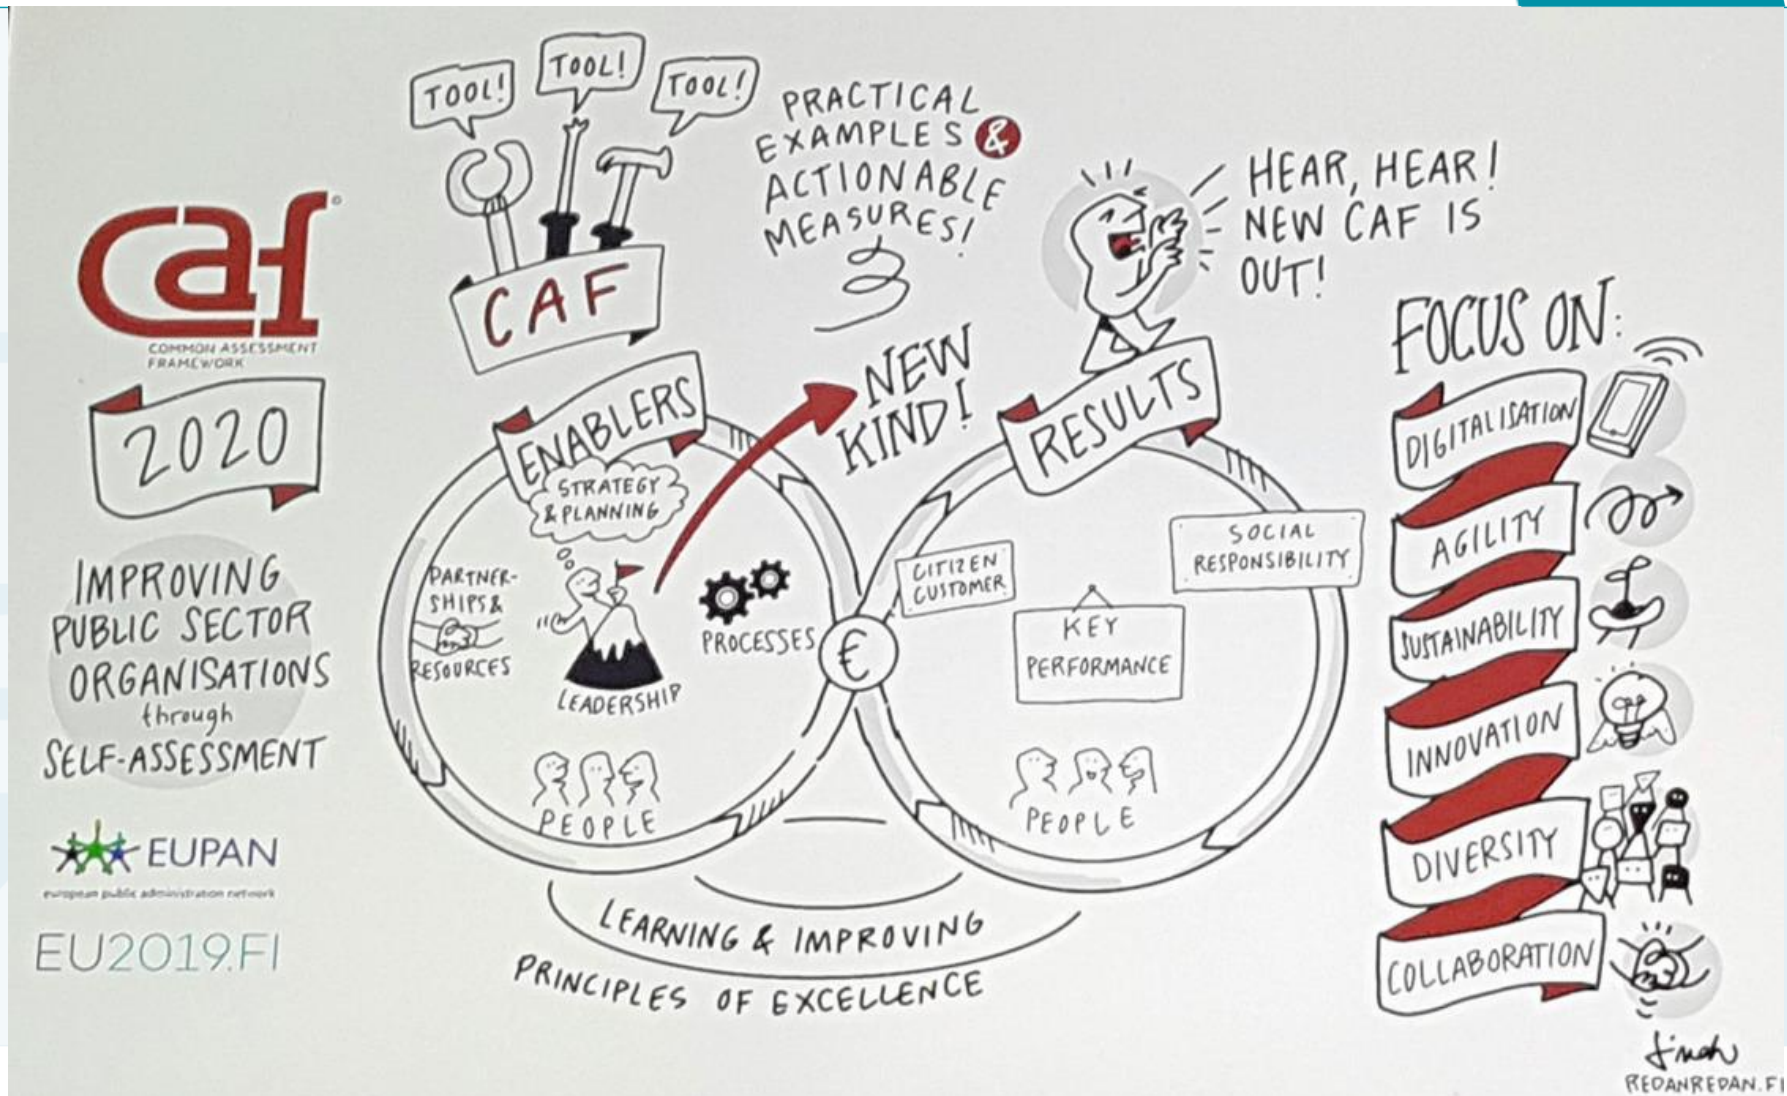 caf
COMMON ASSESSMENT
FRAMEWORK
2020
IMPROVING
PUBLIC SECTOR
ORGANISATIONS
through
SELF-ASSESSMENT
EUPAN
european public administration network
EU2019.FI
TOOL!
TOOL!
TOOL!
CAF
PRACTICAL
EXAMPLES &
ACTIONABLE
MEASURES!
HEAR, HEAR!
NEW CAF IS
OUT!
ENABLERS
NEW
KIND!
STRATEGY
& PLANNING
PARTNER-
SHIPS &
RESOURCES
LEADERSHIP
PROCESSES
PEOPLE
€
RESULTS
CITIZEN
CUSTOMER
SOCIAL
RESPONSIBILITY
KEY
PERFORMANCE
PEOPLE
LEARNING & IMPROVING
PRINCIPLES OF EXCELLENCE
FOCUS ON:
DIGITALISATION
AGILITY
SUSTAINABILITY
INNOVATION
DIVERSITY
COLLABORATION
REDANREDAN.FI